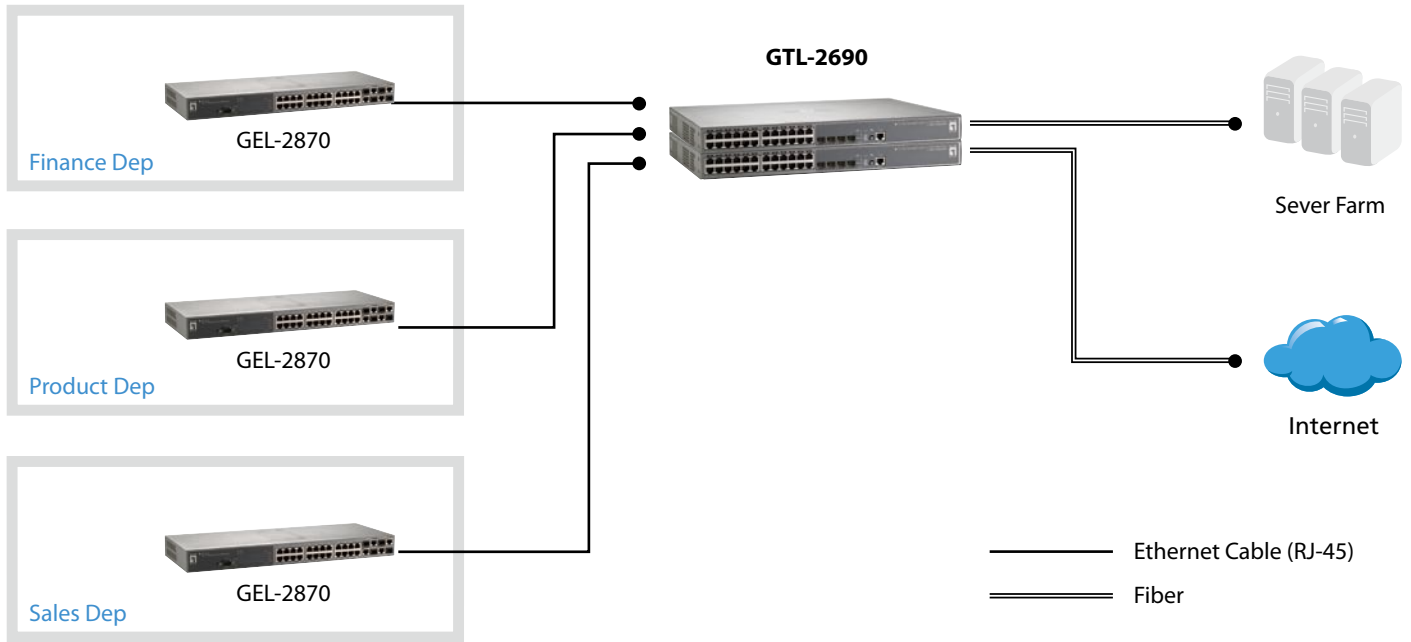 GTL-2690
GEL-2870
Finance Dep
Sever Farm
GEL-2870
Product Dep
Internet
GEL-2870
Sales Dep
Ethernet Cable (RJ-45)
Fiber